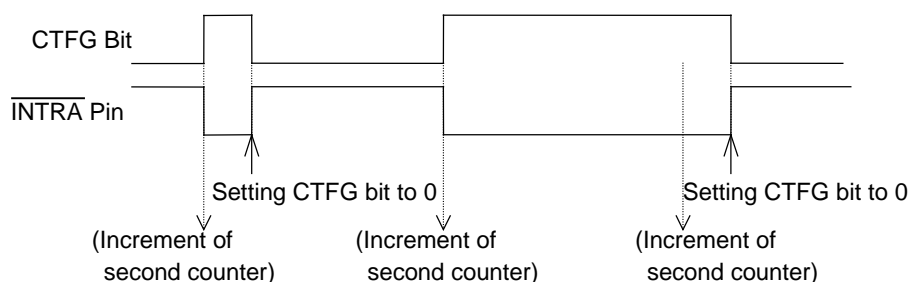 CTFG Bit
INTRA Pin
Setting CTFG bit to 0
Setting CTFG bit to 0
(Increment of
second counter)
(Increment of
second counter)
(Increment of
second counter)